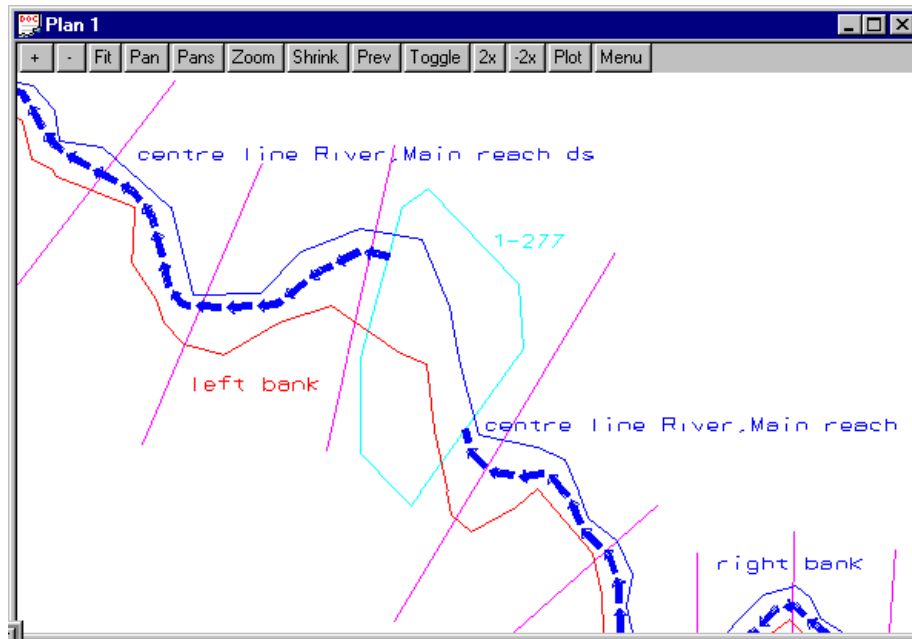 Plan 1
+ - Fit Pan Pans Zoom Shrink Prev Toggle 2x -2x Plot Menu
centre line River,Main reach ds
1-277
left bank
centre line River,Main reach
right bank